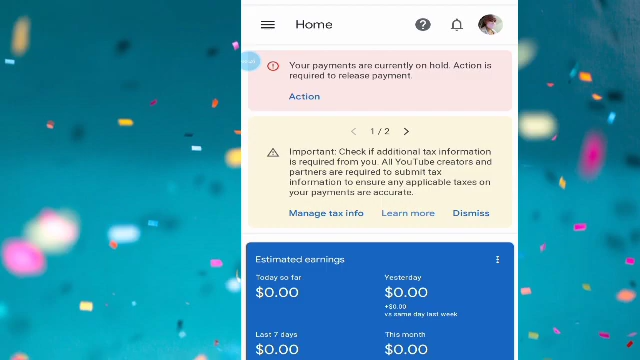 Home
Your payments are currently on hold. Action is
required to release payment.
Action
1 / 2
Important: Check if additional tax information
is required from you. All YouTube creators and
partners are required to submit tax
information to ensure any applicable taxes on
your payments are accurate.
Manage tax info Learn more Dismiss
Estimated earnings
Today so far Yesterday
$0.00 $0.00
+$0.00
vs same day last week
Last 7 days This month
$0.00 $0.00